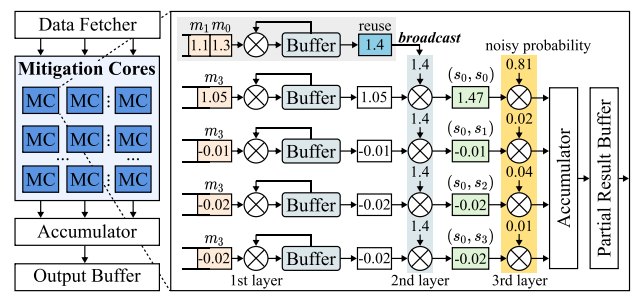 Data Fetcher
Mitigation Cores
MC MC MC
MC MC MC
... ...
MC MC MC
Accumulator
Output Buffer
m₁ m₀ reuse
1.1 1.3 Buffer 1.4 broadcast
noisy probability
1.4 0.81
m₃ (s₀, s₀)
1.05 Buffer 1.05 1.47
1.4 0.02
m₃ (s₀, s₁)
-0.01 Buffer -0.01 -0.01
1.4 0.04
m₃ (s₀, s₂)
-0.02 Buffer -0.02 -0.02
1.4 0.01
m₃ (s₀, s₃)
-0.02 Buffer -0.02 -0.02
1st layer 2nd layer 3rd layer
Accumulator
Partial Result Buffer